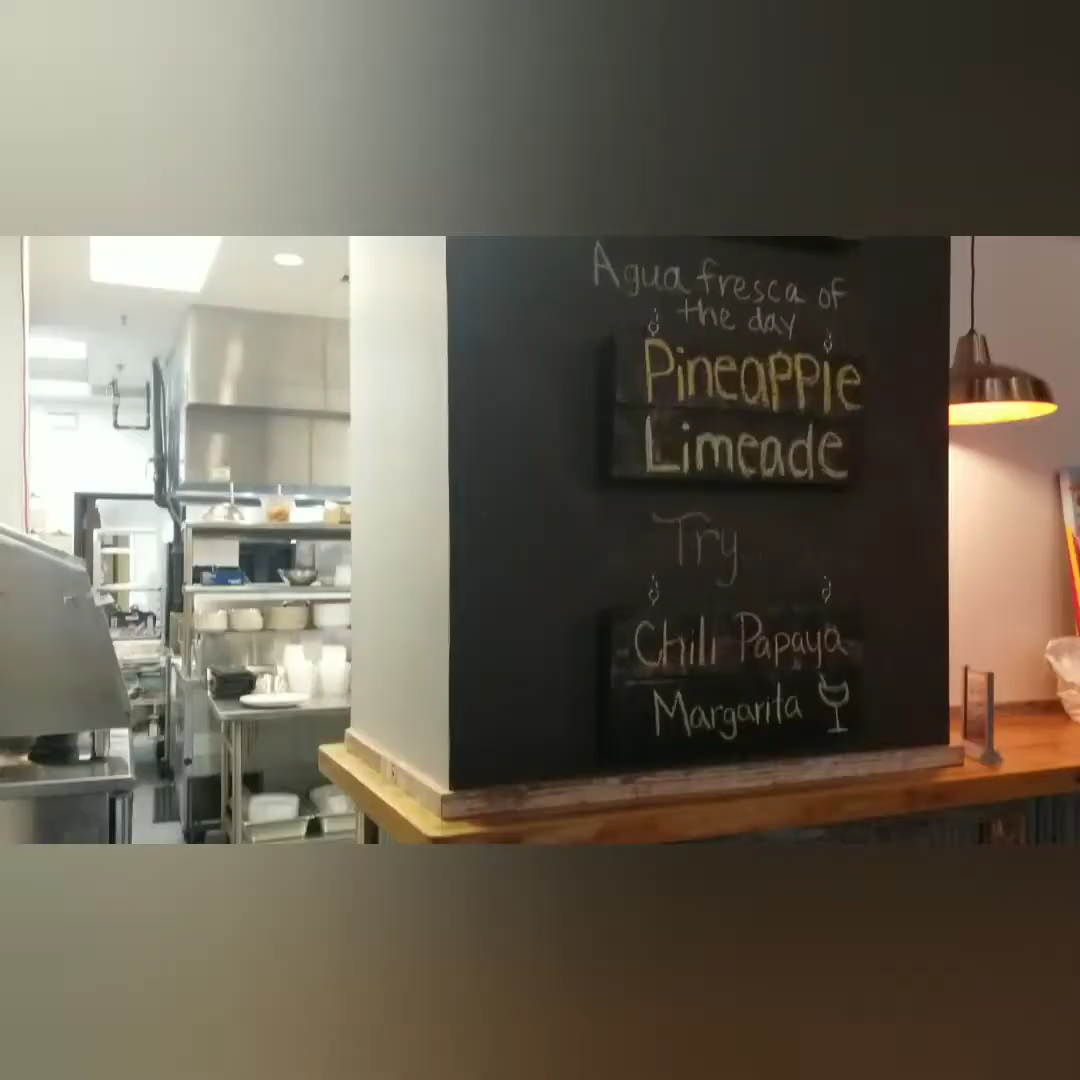 Agua fresca of
the day
Pineapple
Limeade
Try
Chili Papaya
Margarita